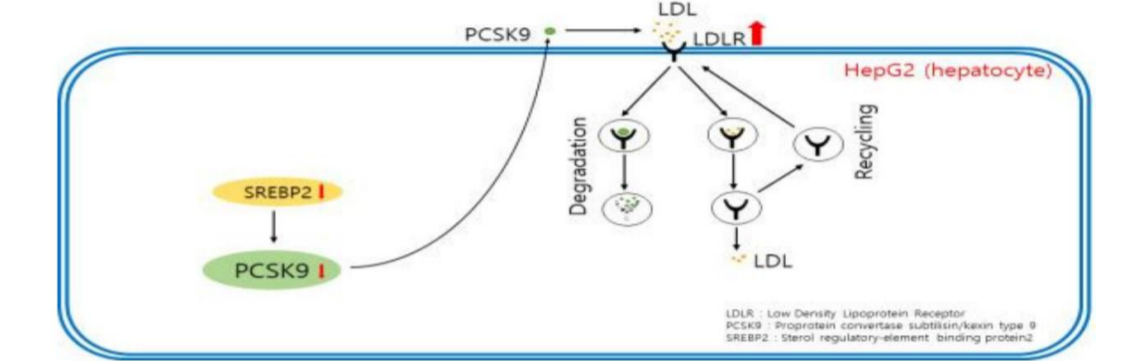 LDL
PCSK9
LDLR
HepG2 (hepatocyte)
Degradation
Recycling
SREBP2
PCSK9
LDL
LDLR : Low Density Lipoprotein Receptor
PCSK9 : Proprotein convertase subtilisin/kexin type 9
SREBP2 : Sterol regulatory-element binding protein2